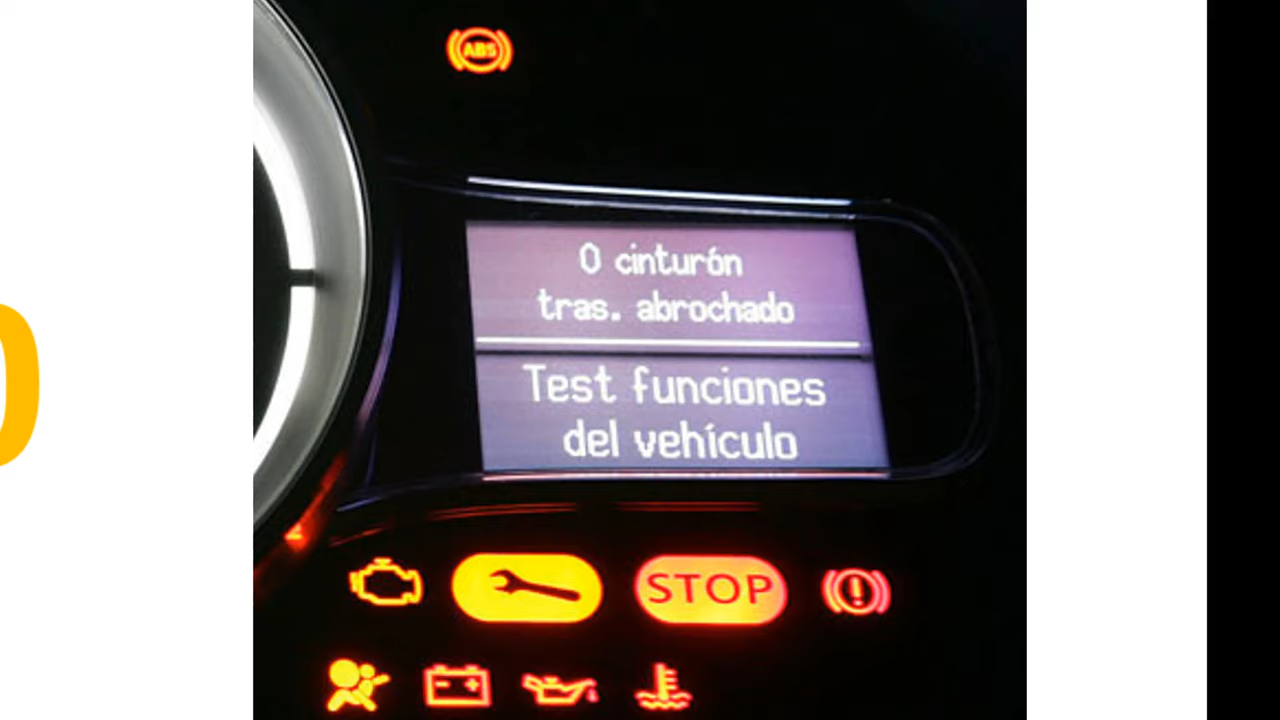 ABS
0 cinturón
tras. abrochado
Test funciones
del vehículo
STOP